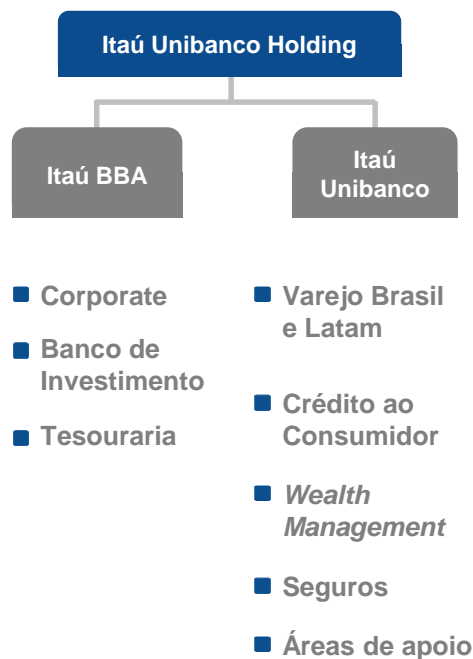 Itaú Unibanco Holding
Itaú BBA
Itaú
Unibanco
Corporate
Banco de
Investimento
Tesouraria
Varejo Brasil
e Latam
Crédito ao
Consumidor
Wealth
Management
Seguros
Áreas de apoio